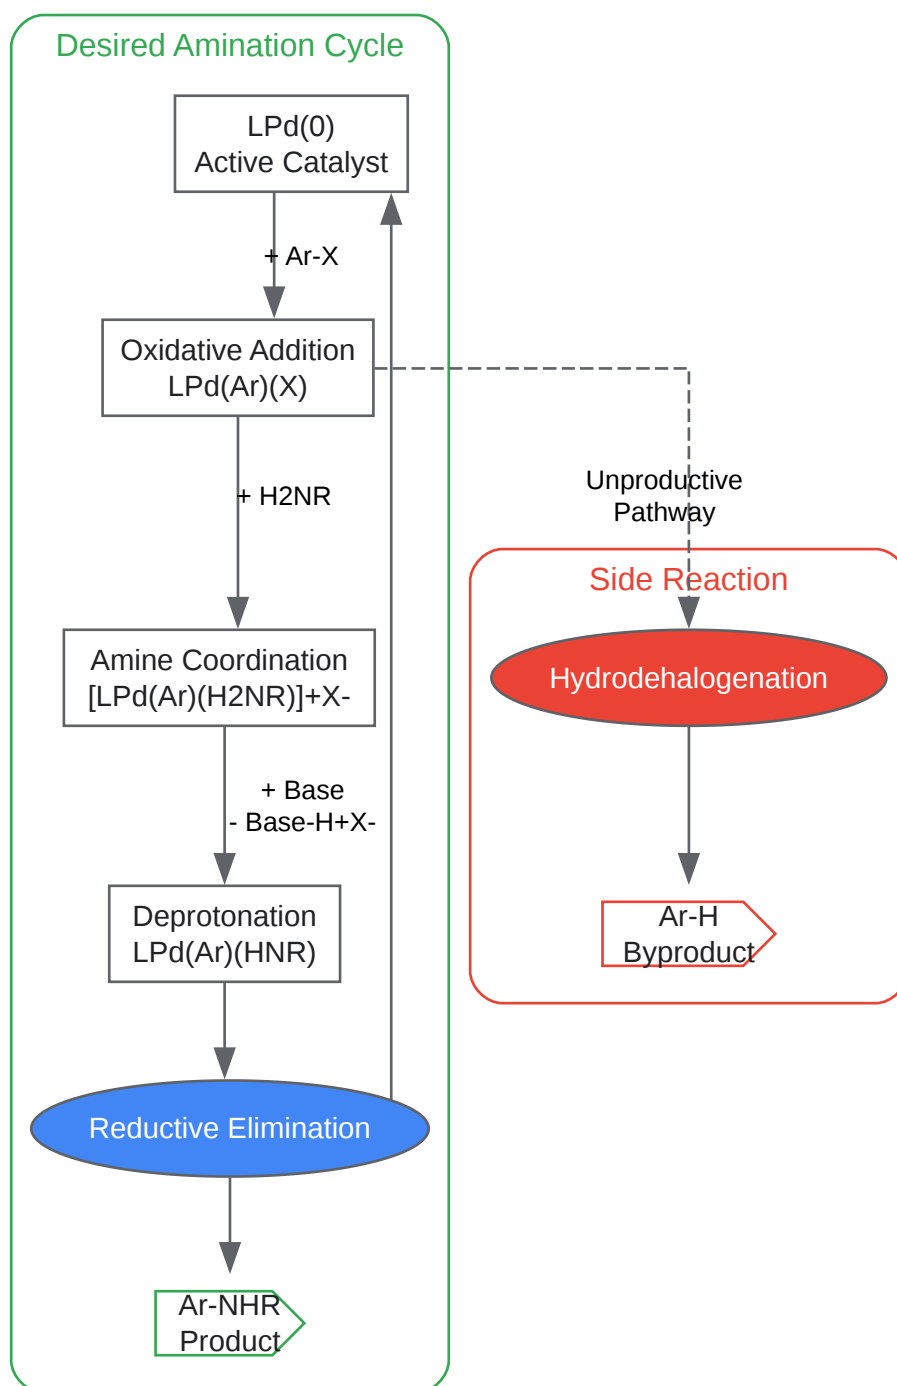 Desired Amination Cycle
LPd(0)
Active Catalyst
+ Ar-X
Oxidative Addition
LPd(Ar)(X)
+ H2NR
Unproductive
Pathway
Side Reaction
Amine Coordination
[LPd(Ar)(H2NR)]+X-
Hydrodehalogenation
+ Base
- Base-H+X-
Deprotonation
LPd(Ar)(HNR)
Ar-H
Byproduct
Reductive Elimination
Ar-NHR
Product